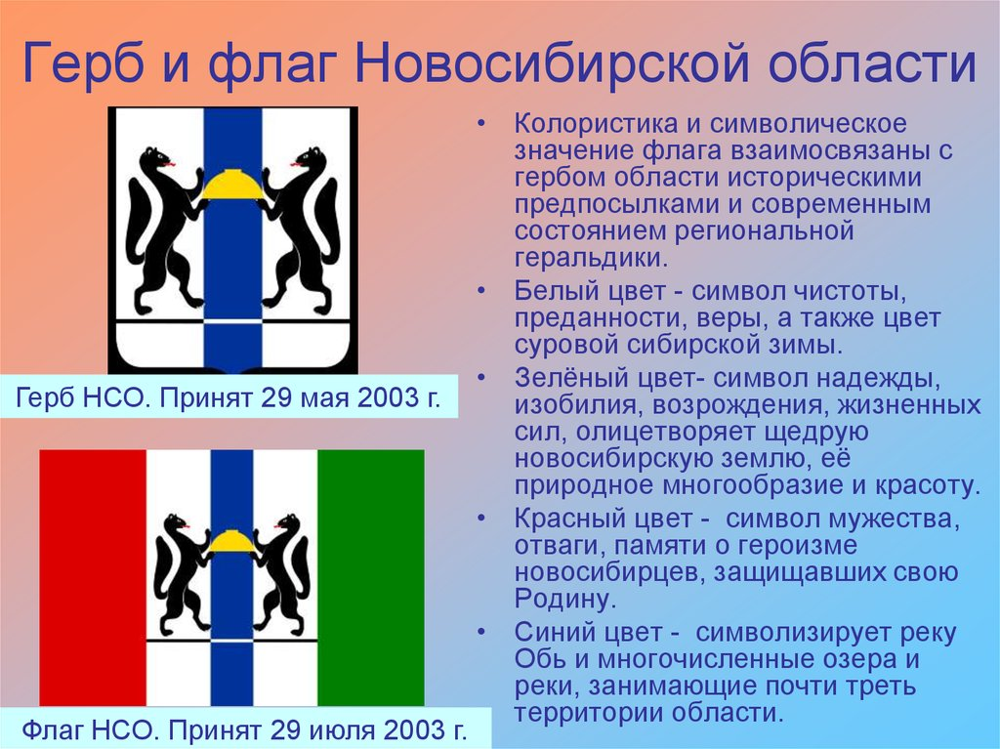 Герб и флаг Новосибирской области
Герб НСО. Принят 29 мая 2003 г.
Флаг НСО. Принят 29 июля 2003 г.
• Колористика и символическое
значение флага взаимосвязаны с
гербом области историческими
предпосылками и современным
состоянием региональной
геральдики.
• Белый цвет - символ чистоты,
преданности, веры, а также цвет
суровой сибирской зимы.
• Зелёный цвет- символ надежды,
изобилия, возрождения, жизненных
сил, олицетворяет щедрую
новосибирскую землю, её
природное многообразие и красоту.
• Красный цвет - символ мужества,
отваги, памяти о героизме
новосибирцев, защищавших свою
Родину.
• Синий цвет - символизирует реку
Обь и многочисленные озера и
реки, занимающие почти треть
территории области.